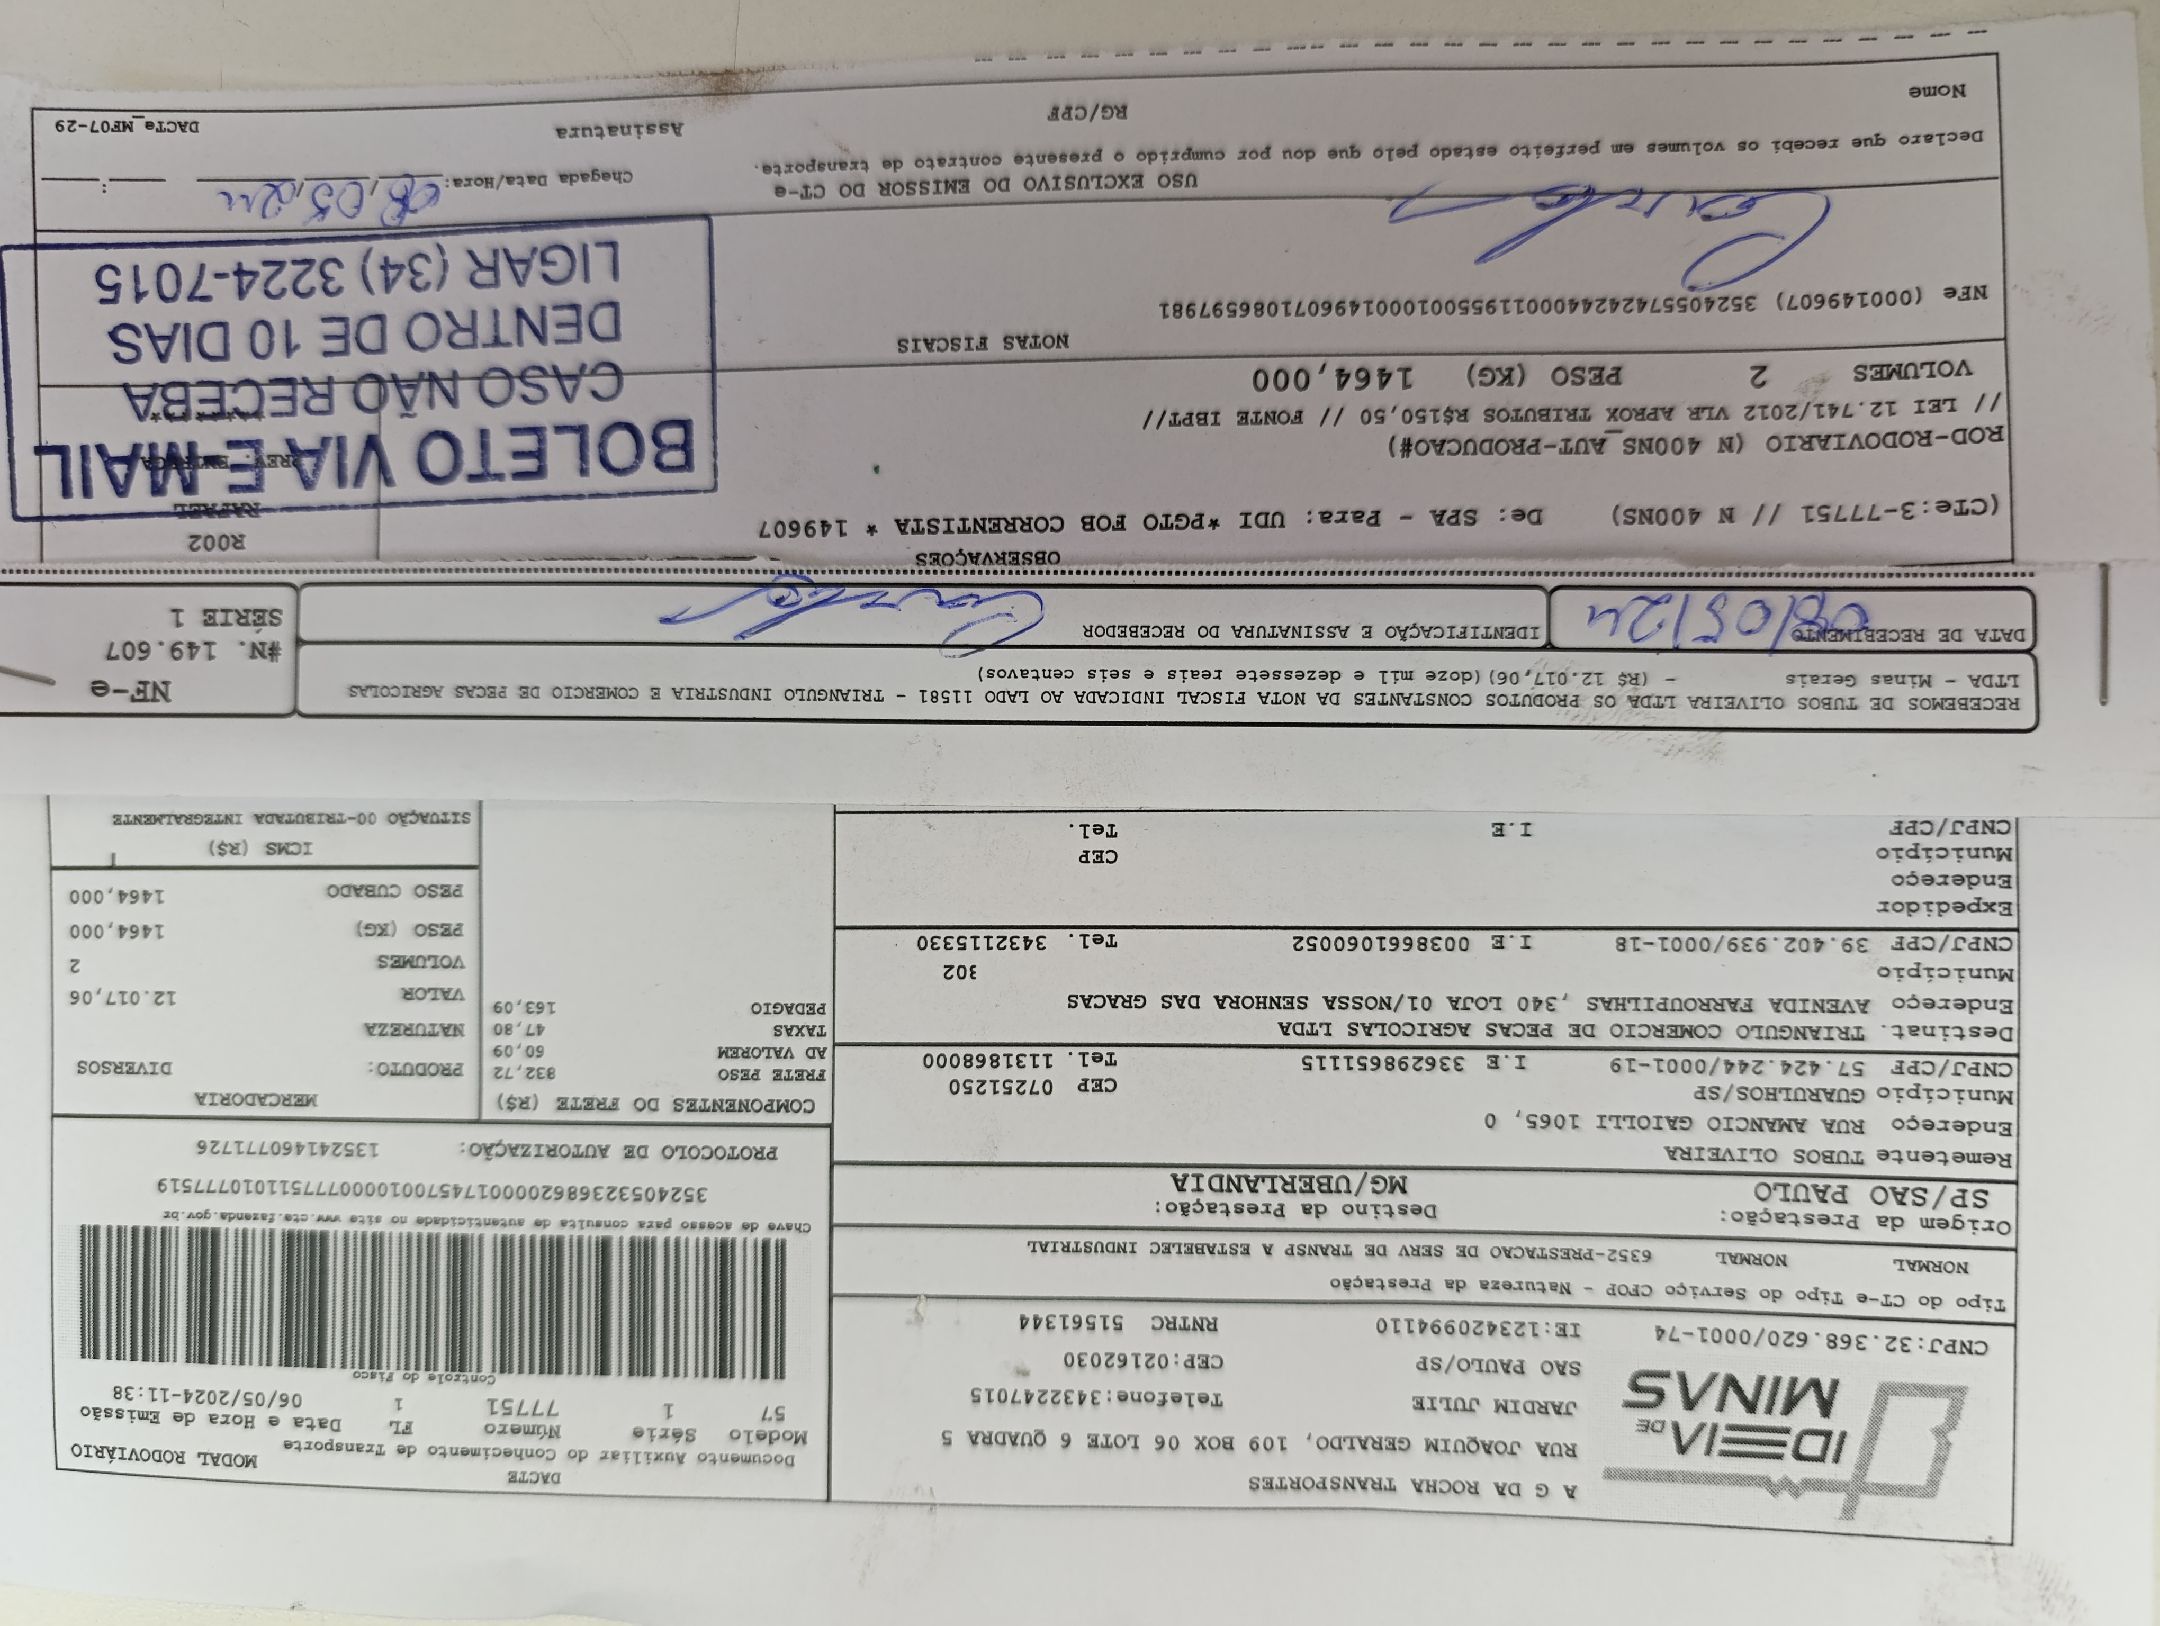 IDEIA DE
MINAS
A G DA ROCHA TRANSPORTES
RUA JOAQUIM GERALDO, 109 BOX 06 LOTE 6 QUADRA 5
JARDIM JULIE Telefone:3432247015
SAO PAULO/SP CEP:02162030
CNPJ:32.368.620/0001-74 IE:123420994110 RNTRC 51561344
DACTE
Documento Auxiliar do Conhecimento de Transporte MODAL RODOVIÁRIO
Modelo Série Número FL Data e Hora de Emissão
57 1 77751 1 06/05/2024-11:38
Controle do Fisco
Chave de acesso para consulta de autenticidade no site www.cte.fazenda.gov.br
PROTOCOLO DE AUTORIZAÇÃO: 135241460771726
Tipo do CT-e Tipo do Serviço CFOP - Natureza da Prestação
NORMAL NORMAL 6352-PRESTACAO DE SERV DE TRANSP A ESTABELEC INDUSTRIAL
Origem da Prestação: Destino da Prestação:
SP/SAO PAULO MG/UBERLANDIA
Remetente TUBOS OLIVEIRA
Endereço RUA AMANCIO GAIOLLI 1065, 0
Município GUARULHOS/SP CEP 07251250
CNPJ/CPF 57.424.244/0001-19 I.E 336298651115 Tel. 1131868000
Destinat. TRIANGULO COMERCIO DE PECAS AGRICOLAS LTDA
Endereço AVENIDA FARROUPILHAS ,340 LOJA 01/NOSSA SENHORA DAS GRACAS
Município 302
CNPJ/CPF 39.402.939/0001-18 I.E 0038661060052 Tel. 3432115330
Expedidor
Endereço
Município CEP
CNPJ/CPF I.E Tel.
COMPONENTES DO FRETE (R$)
FRETE PESO 832,72
AD VALOREM 60,09
TAXAS 47,80
PEDAGIO 163,09
MERCADORIA
PRODUTO: DIVERSOS
NATUREZA
VALOR 12.017,06
VOLUMES 2
PESO (KG) 1464,000
PESO CUBADO 1464,000
ICMS (R$)
SITUAÇÃO 00-TRIBUTADA INTEGRALMENTE
RECEBEMOS DE TUBOS OLIVEIRA LTDA OS PRODUTOS CONSTANTES DA NOTA FISCAL INDICADA AO LADO 11581 - TRIANGULO INDUSTRIA E COMERCIO DE PECAS AGRICOLAS
LTDA - Minas Gerais - (R$ 12.017,06) (doze mil e dezessete reais e seis centavos)
DATA DE RECEBIMENTO
08/05/24
IDENTIFICAÇÃO E ASSINATURA DO RECEBEDOR
NF-e
#N. 149.607
SÉRIE 1
OBSERVAÇÕES
(CTe:3-77751 // N 400NS) De: SPA - Para: UDI *PGTO FOB CORRENTISTA * 149607
ROD-RODOVIARIO (N 400NS_AUT-PRODUCAO#)
// LEI 12.741/2012 VLR APROX TRIBUTOS R$150,50 // FONTE IBPT//
VOLUMES 2 PESO (KG) 1464,000
R002
RAFAEL
PREV. ENTREGA
BOLETO VIA E-MAIL
CASO NÃO RECEBA
DENTRO DE 10 DIAS
LIGAR (34) 3224-7015
NOTAS FISCAIS
NFe (000149607) 35240557424244000119550010001496071086597981
USO EXCLUSIVO DO EMISSOR DO CT-e
Chegada Data/Hora: 08,05,24 :
Declaro que recebi os volumes em perfeito estado pelo que dou por cumprido o presente contrato de transporte.
Nome RG/CPF Assinatura DACTe_MF07-29